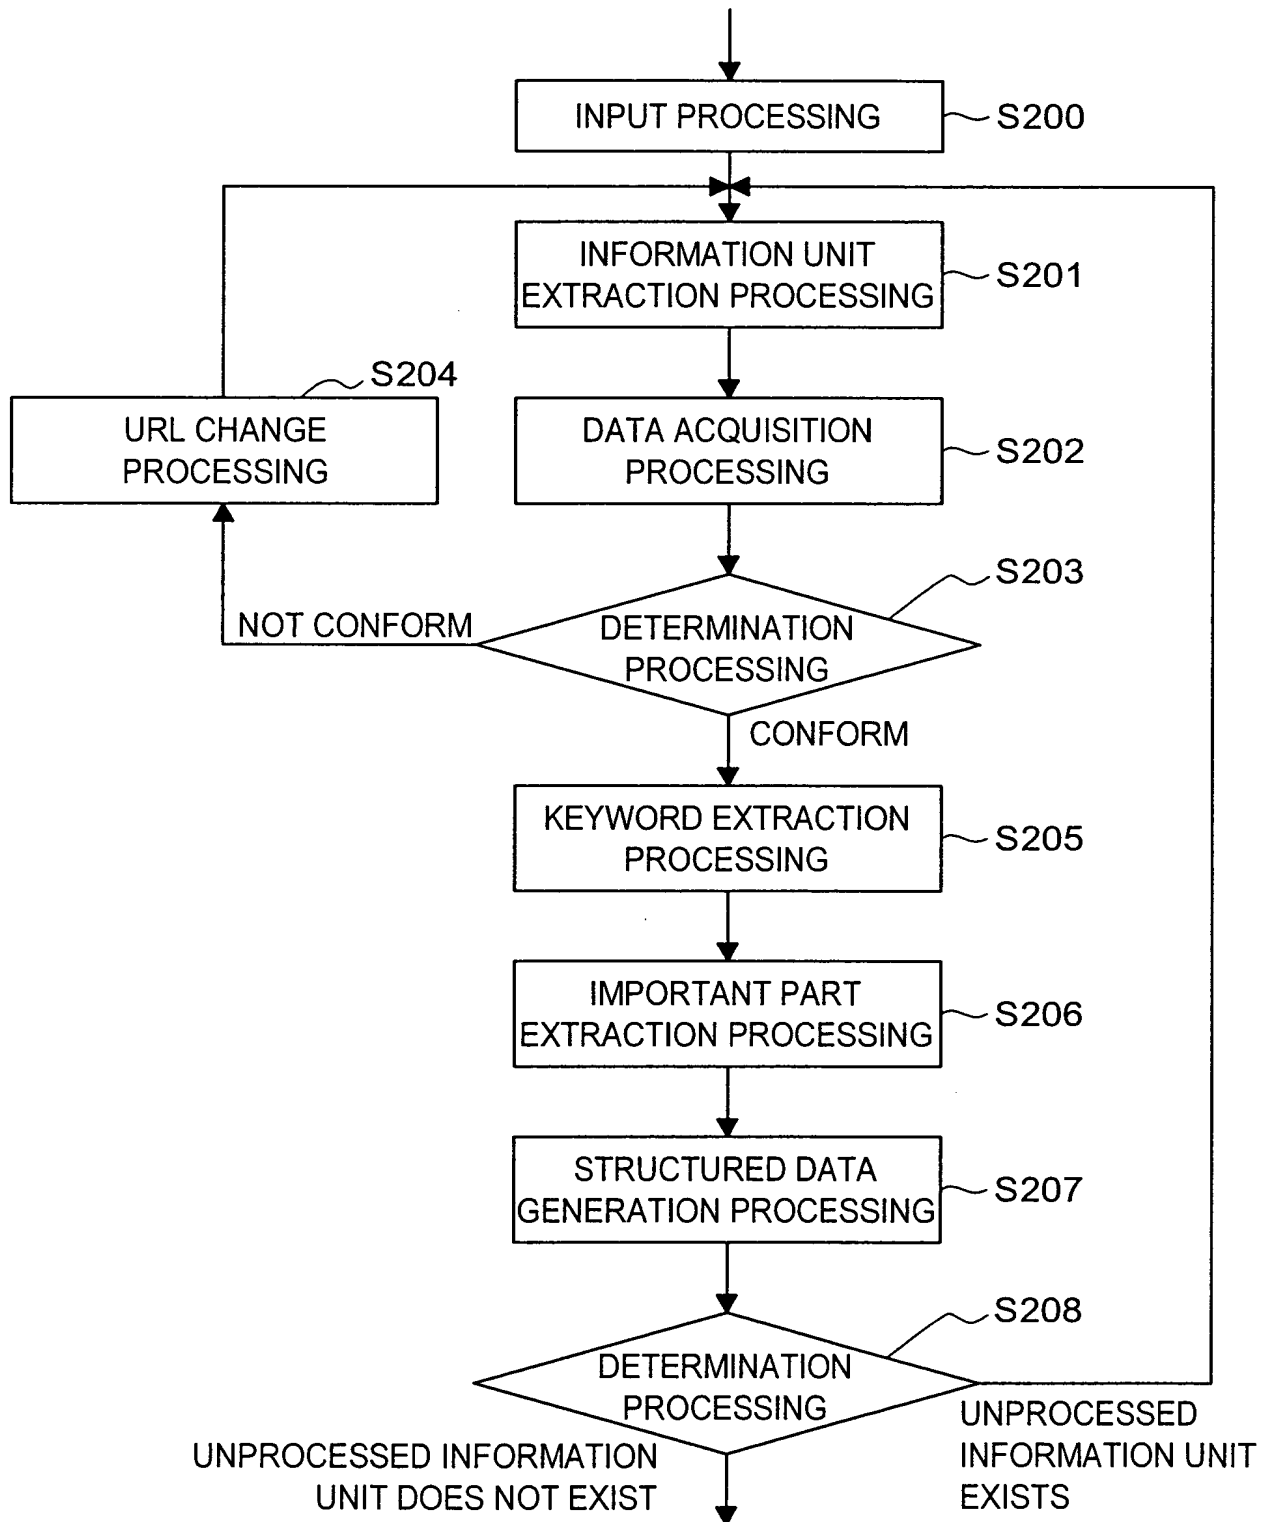 INPUT PROCESSING
S200
INFORMATION UNIT
EXTRACTION PROCESSING
S201
S204
URL CHANGE
PROCESSING
DATA ACQUISITION
PROCESSING
S202
S203
NOT CONFORM
DETERMINATION
PROCESSING
CONFORM
KEYWORD EXTRACTION
PROCESSING
S205
IMPORTANT PART
EXTRACTION PROCESSING
S206
STRUCTURED DATA
GENERATION PROCESSING
S207
S208
DETERMINATION
PROCESSING
UNPROCESSED INFORMATION
UNIT DOES NOT EXIST
UNPROCESSED
INFORMATION UNIT
EXISTS